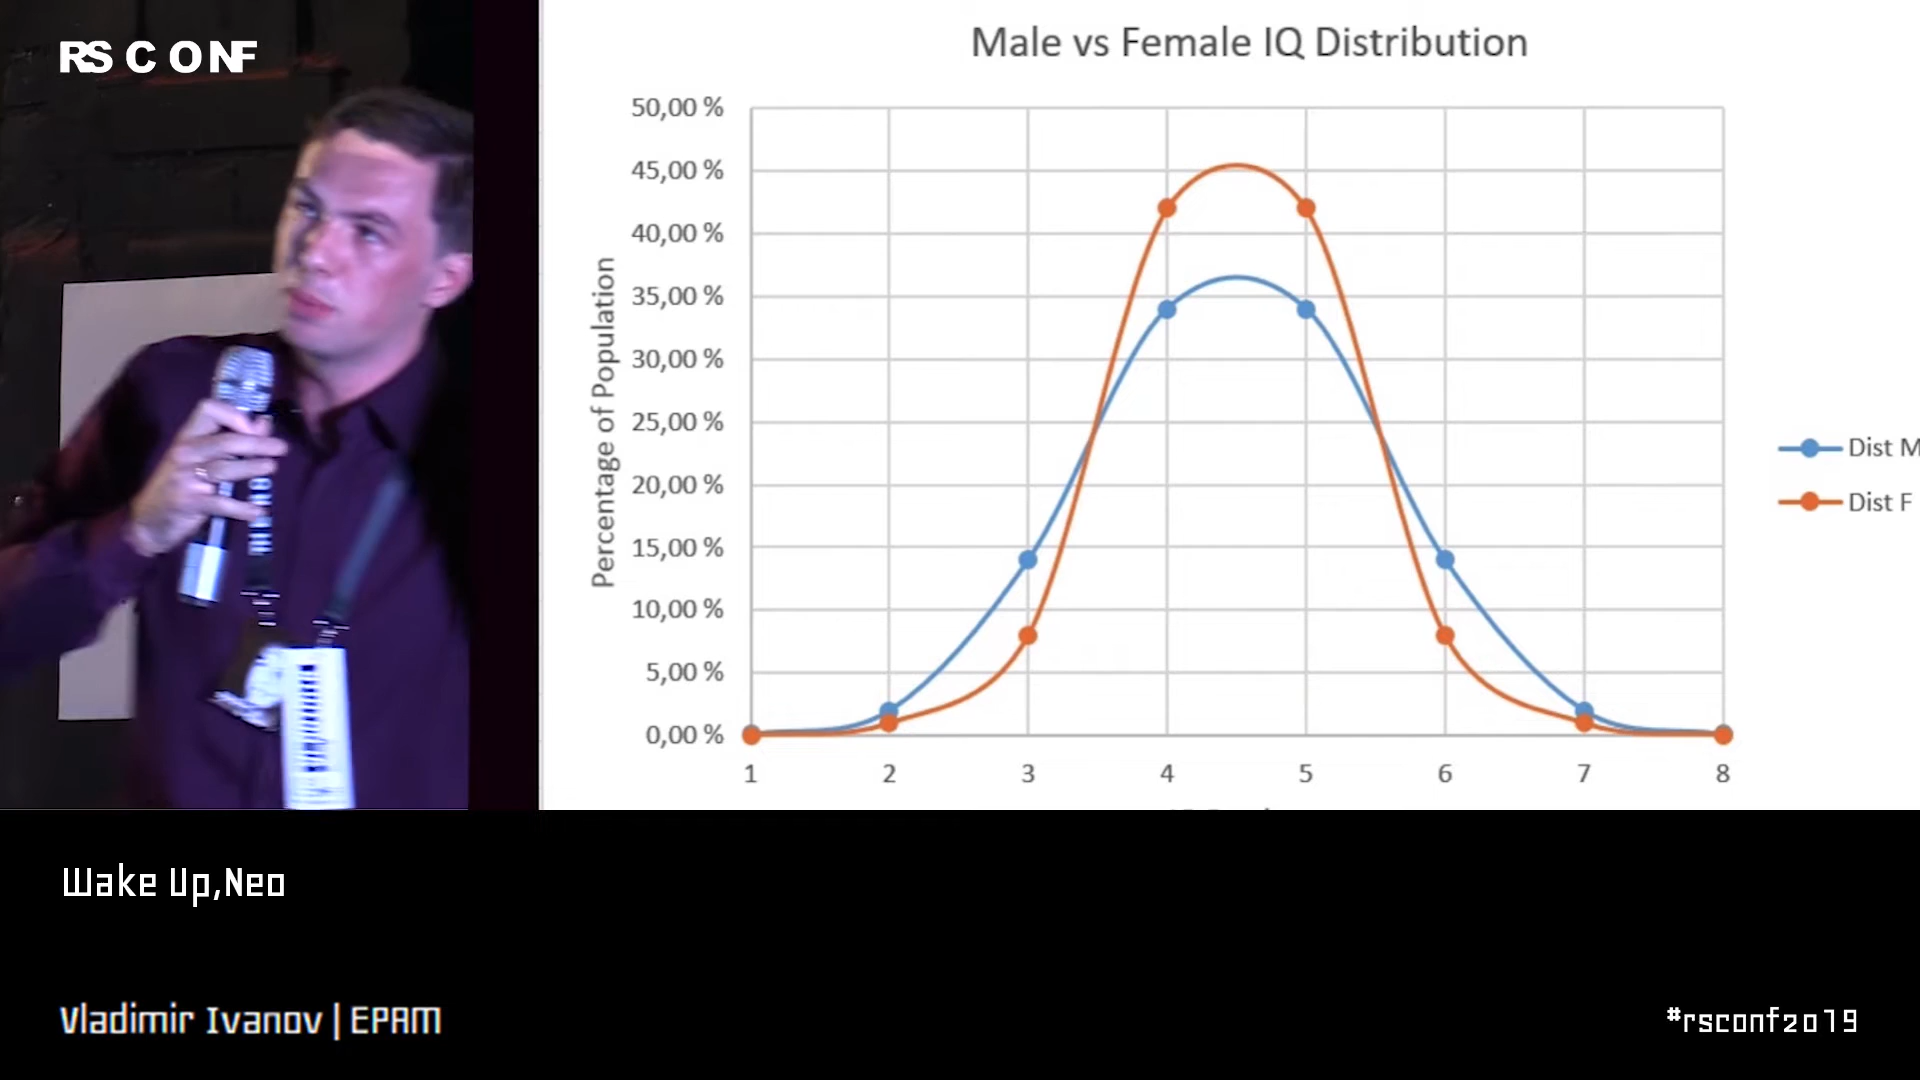 RS CONF
Male vs Female IQ Distribution
Percentage of Population
50,00 %
45,00 %
40,00 %
35,00 %
30,00 %
25,00 %
20,00 %
15,00 %
10,00 %
5,00 %
0,00 %
1 2 3 4 5 6 7 8
Dist M
Dist F
Wake Up,Neo
Vladimir Ivanov | EPAM
#rsconf2019